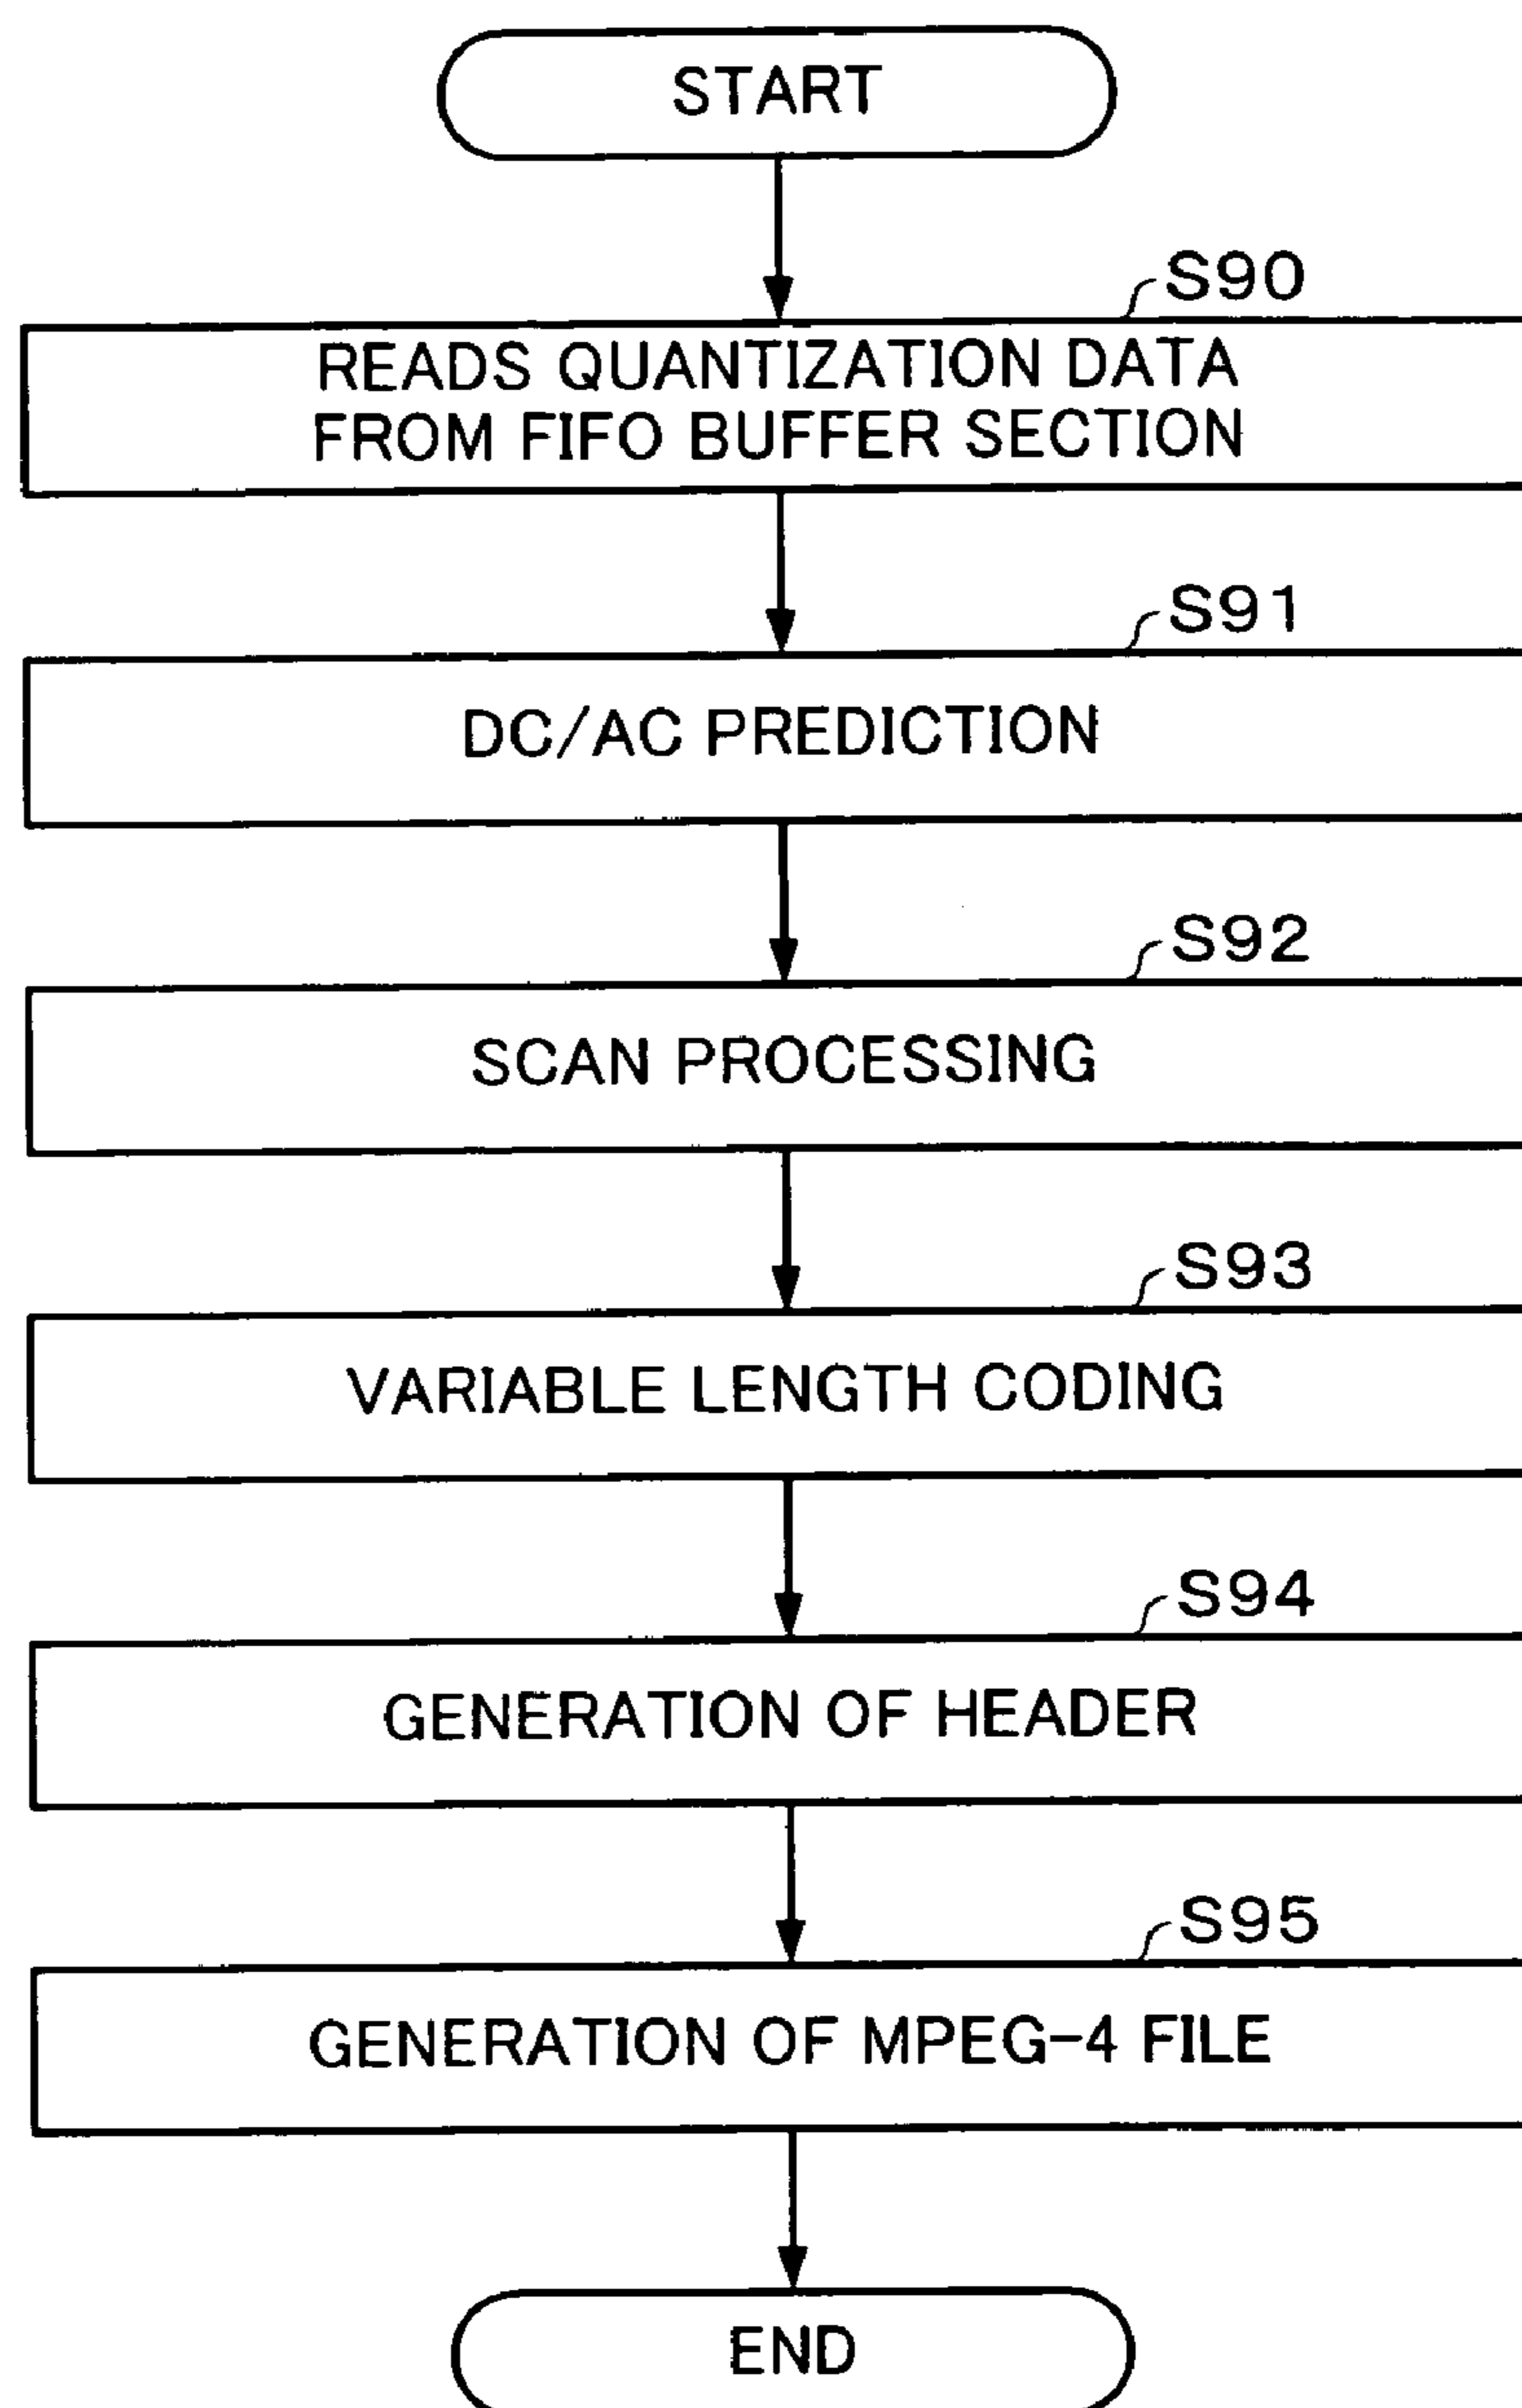 START
S90
READS QUANTIZATION DATA
FROM FIFO BUFFER SECTION
S91
DC/AC PREDICTION
S92
SCAN PROCESSING
S93
VARIABLE LENGTH CODING
S94
GENERATION OF HEADER
S95
GENERATION OF MPEG-4 FILE
END